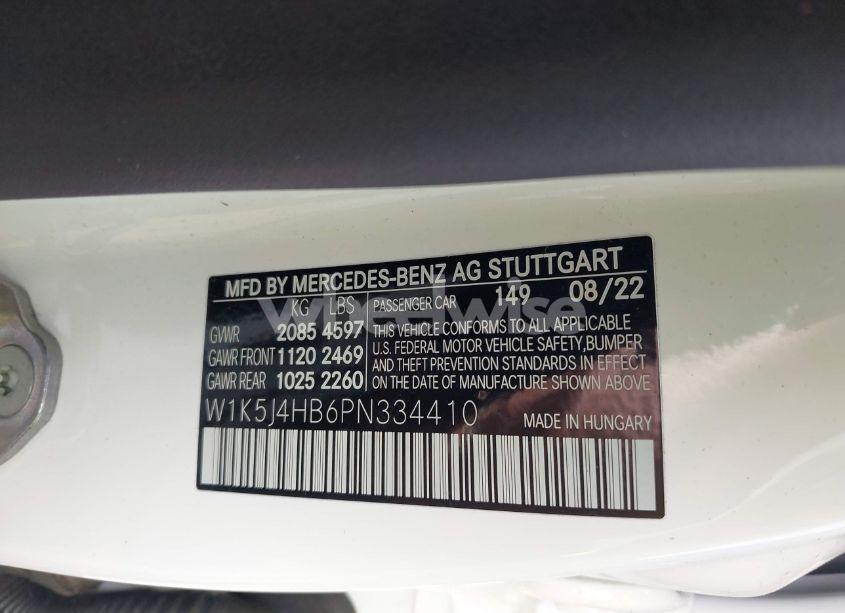 MFD BY MERCEDES-BENZ AG STUTTGART
KG LBS PASSENGER CAR 149 08/22
GVWR 2085 4597 THIS VEHICLE CONFORMS TO ALL APPLICABLE
GAWR FRONT 1120 2469 U.S. FEDERAL MOTOR VEHICLE SAFETY,BUMPER
AND THEFT PREVENTION STANDARDS IN EFFECT
GAWR REAR 1025 2260 ON THE DATE OF MANUFACTURE SHOWN ABOVE
W1K5J4HB6PN334410 MADE IN HUNGARY
Wheelwise